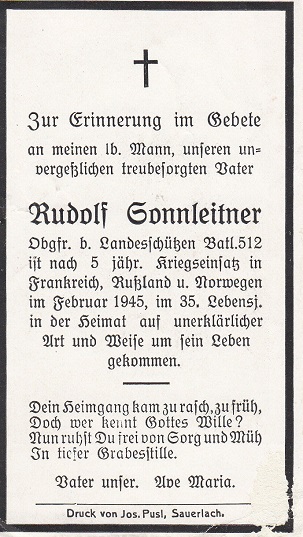 Zur Erinnerung im Gebete
an meinen lb. Mann, unseren un-
vergeßlichen treubesorgten Vater
Rudolf Sonnleitner
Obgfr. b. Landesschützen Batl. 512
ist nach 5 jähr. Kriegseinsatz in
Frankreich, Rußland u. Norwegen
im Februar 1945, im 35. Lebensj.
in der Heimat auf unerklärlicher
Art und Weise um sein Leben
gekommen.
Dein Heimgang kam zu rasch, zu früh,
Doch wer kennt Gottes Wille?
Nun ruhst Du frei von Sorg und Müh
In tiefer Grabesstille.
Vater unser. Ave Maria.
Druck von Jos. Pusl, Sauerlach.